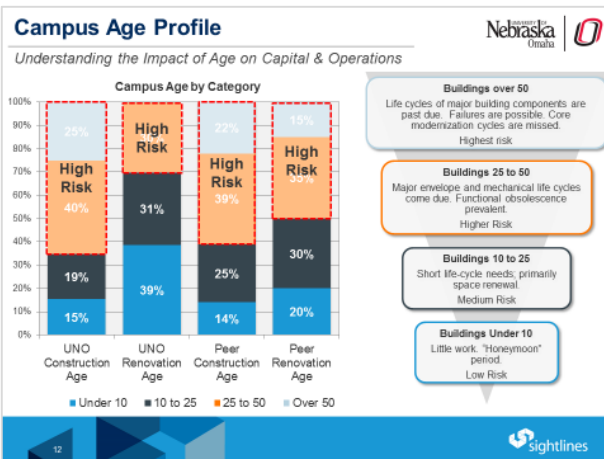 Campus Age Profile
UNIVERSITY OF
Nebraska
Omaha
Understanding the Impact of Age on Capital & Operations
Campus Age by Category
100%
90%
80%
70%
60%
50%
40%
30%
20%
10%
0%
25%
High
Risk
40%
19%
15%
High
Risk
31%
39%
22%
High
Risk
39%
25%
14%
15%
High
Risk
35%
30%
20%
UNO
Construction
Age
UNO
Renovation
Age
Peer
Construction
Age
Peer
Renovation
Age
Under 10
10 to 25
25 to 50
Over 50
Buildings over 50
Life cycles of major building components are
past due. Failures are possible. Core
modernization cycles are missed.
Highest risk
Buildings 25 to 50
Major envelope and mechanical life cycles
come due. Functional obsolescence
prevalent.
Higher Risk
Buildings 10 to 25
Short life-cycle needs; primarily
space renewal.
Medium Risk
Buildings Under 10
Little work. "Honeymoon"
period.
Low Risk
12
sightlines